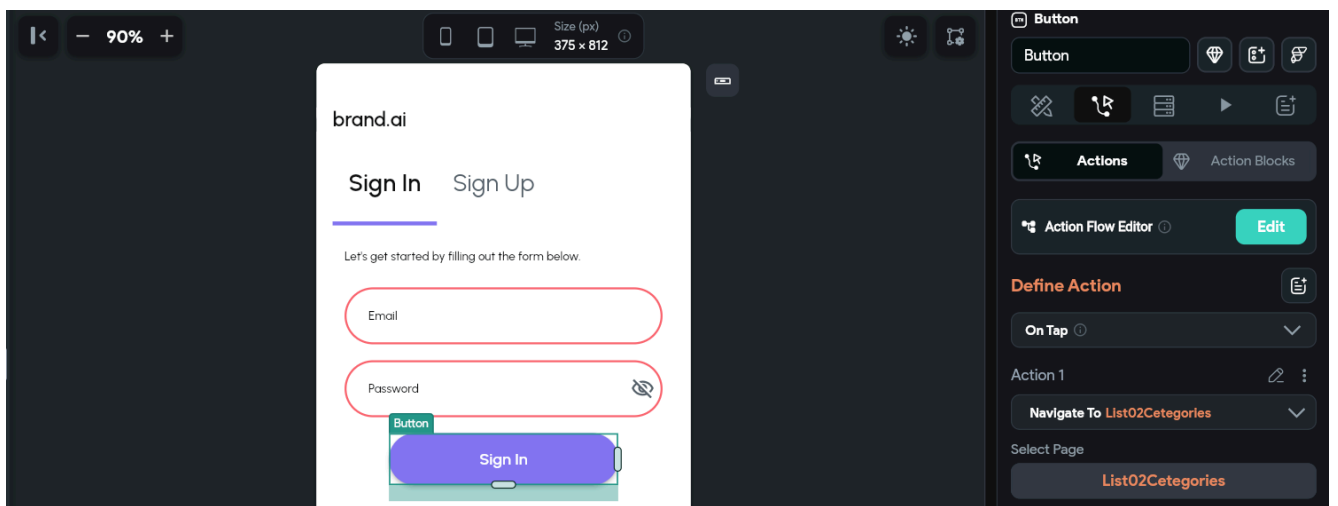 90%
Size (px)
375 × 812
brand.ai
Sign In Sign Up
Let's get started by filling out the form below.
Email
Password
Button
Sign In
BTN Button
Button
Actions Action Blocks
Action Flow Editor Edit
Define Action
On Tap
Action 1
Navigate To List02Cetegories
Select Page
List02Cetegories